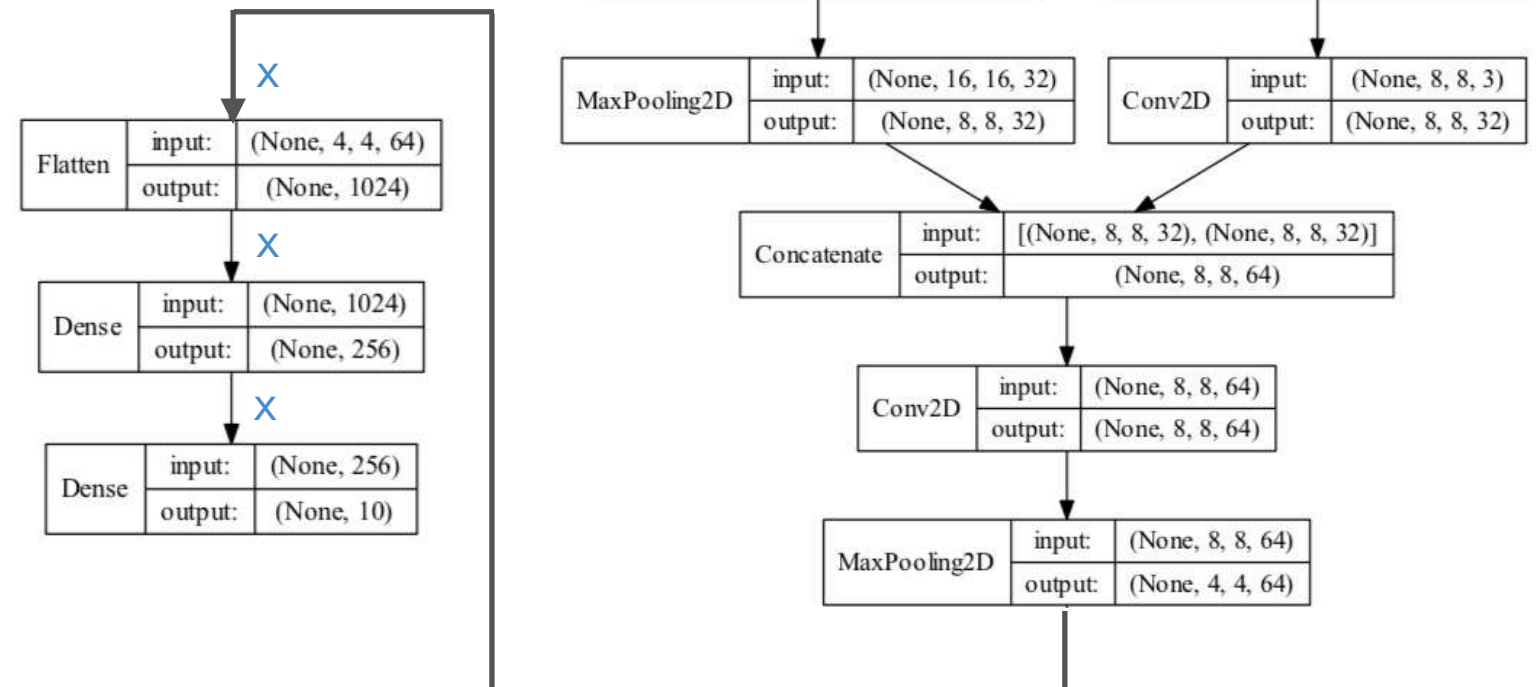 X
Flatten
input: (None, 4, 4, 64)
output: (None, 1024)
X
Dense
input: (None, 1024)
output: (None, 256)
X
Dense
input: (None, 256)
output: (None, 10)
MaxPooling2D
input: (None, 16, 16, 32)
output: (None, 8, 8, 32)
Conv2D
input: (None, 8, 8, 3)
output: (None, 8, 8, 32)
Concatenate
input: [(None, 8, 8, 32), (None, 8, 8, 32)]
output: (None, 8, 8, 64)
Conv2D
input: (None, 8, 8, 64)
output: (None, 8, 8, 64)
MaxPooling2D
input: (None, 8, 8, 64)
output: (None, 4, 4, 64)